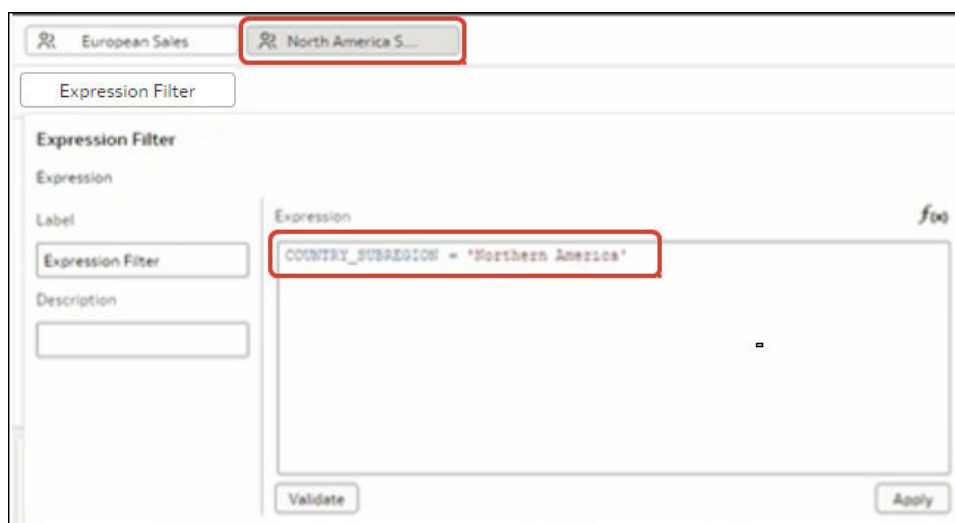 European Sales North America S...
Expression Filter
Expression Filter
Expression
Label
Expression
f(x)
Expression Filter
COUNTRY_SUBREGION = 'Northern America'
Description
Validate
Apply